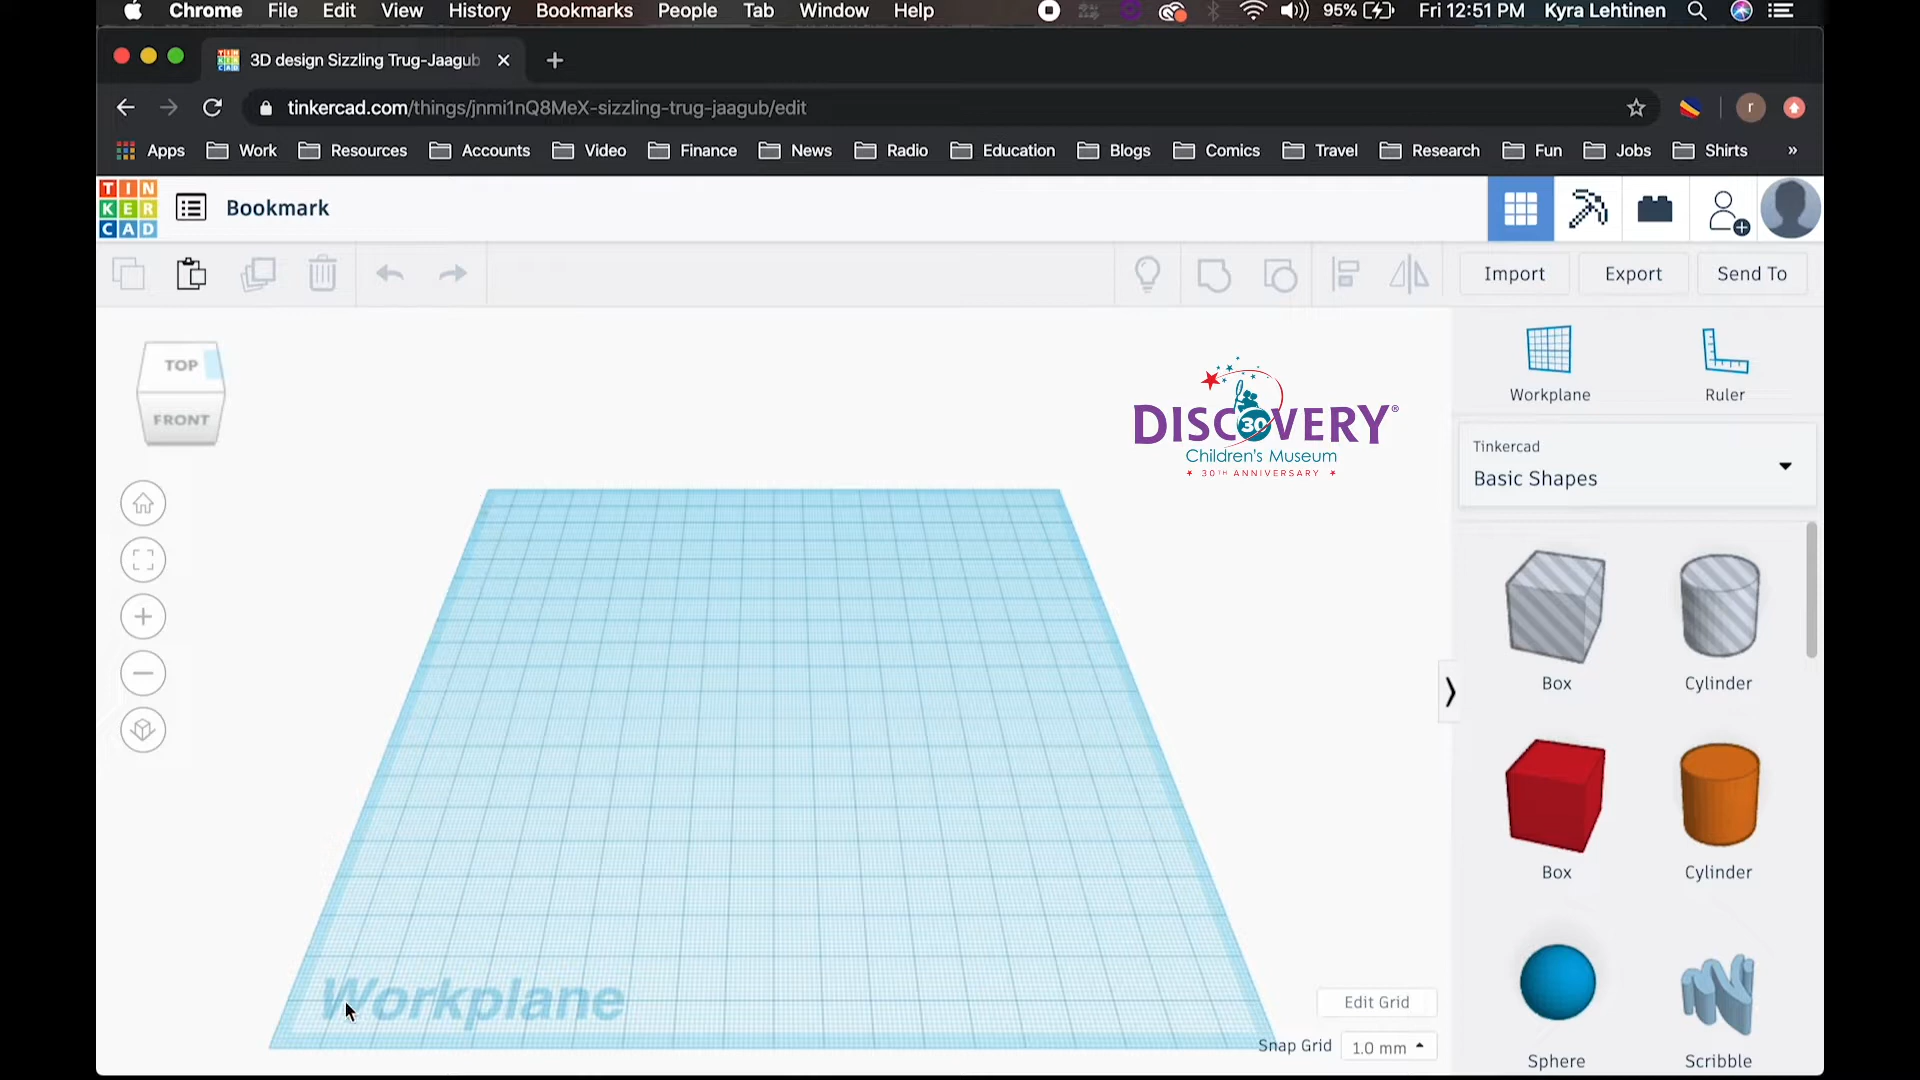 Chrome File Edit View History Bookmarks People Tab Window Help 95% Fri 12:51 PM Kyra Lehtinen
3D design Sizzling Trug-Jaagub
tinkercad.com/things/jnmi1nQ8MeX-sizzling-trug-jaagub/edit r
Apps Work Resources Accounts Video Finance News Radio Education Blogs Comics Travel Research Fun Jobs Shirts »
TIN
KER
CAD
Bookmark
Import Export Send To
TOP
FRONT
Workplane Ruler
DISCOVERY®
30
Children's Museum
30TH ANNIVERSARY
Tinkercad
Basic Shapes
Box Cylinder
Box Cylinder
Sphere Scribble
Workplane
Edit Grid
Snap Grid 1.0 mm